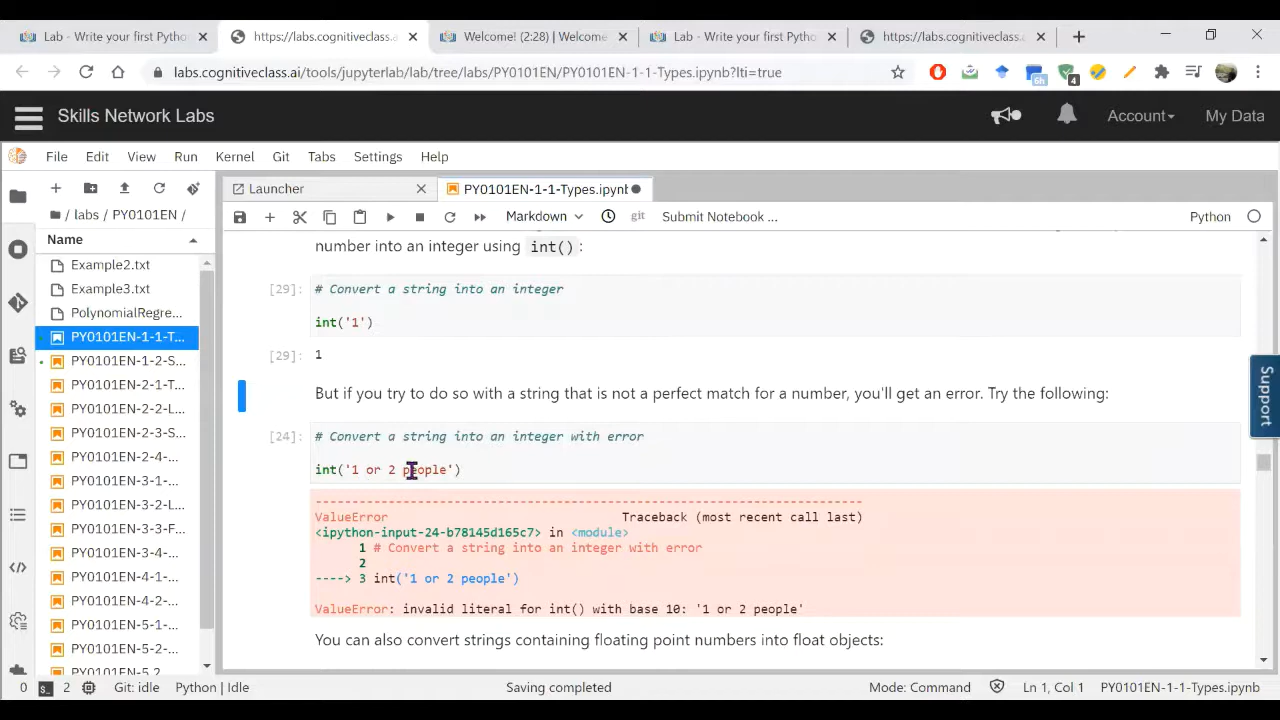 Lab - Write your first Pytho
https://labs.cognitiveclass.a
Welcome! (2:28) | Welcome
Lab - Write your first Pytho
https://labs.cognitiveclass.a
labs.cognitiveclass.ai/tools/jupyterlab/lab/tree/labs/PY0101EN/PY0101EN-1-1-Types.ipynb?lti=true
6h
4
Skills Network Labs
Account
My Data
File Edit View Run Kernel Git Tabs Settings Help
Launcher
PY0101EN-1-1-Types.ipynb
/ labs / PY0101EN /
Markdown
git
Submit Notebook ...
Python
Name
Example2.txt
Example3.txt
PolynomialRegre...
PY0101EN-1-1-T...
PY0101EN-1-2-S...
PY0101EN-2-1-T...
PY0101EN-2-2-L...
PY0101EN-2-3-S...
PY0101EN-2-4-...
PY0101EN-3-1-...
PY0101EN-3-2-L...
PY0101EN-3-3-F...
PY0101EN-3-4-...
PY0101EN-4-1-...
PY0101EN-4-2-...
PY0101EN-5-1-...
PY0101EN-5-2-...
PY0101EN-5.2
number into an integer using int() :
[29]: # Convert a string into an integer
int('1')
[29]: 1
But if you try to do so with a string that is not a perfect match for a number, you'll get an error. Try the following:
[24]: # Convert a string into an integer with error
int('1 or 2 people')
---------------------------------------------------------------------------
ValueError Traceback (most recent call last)
<ipython-input-24-b78145d165c7> in <module>
1 # Convert a string into an integer with error
2
----> 3 int('1 or 2 people')
ValueError: invalid literal for int() with base 10: '1 or 2 people'
You can also convert strings containing floating point numbers into float objects:
Support
0
2
Git: idle
Python | Idle
Saving completed
Mode: Command
Ln 1, Col 1
PY0101EN-1-1-Types.ipynb